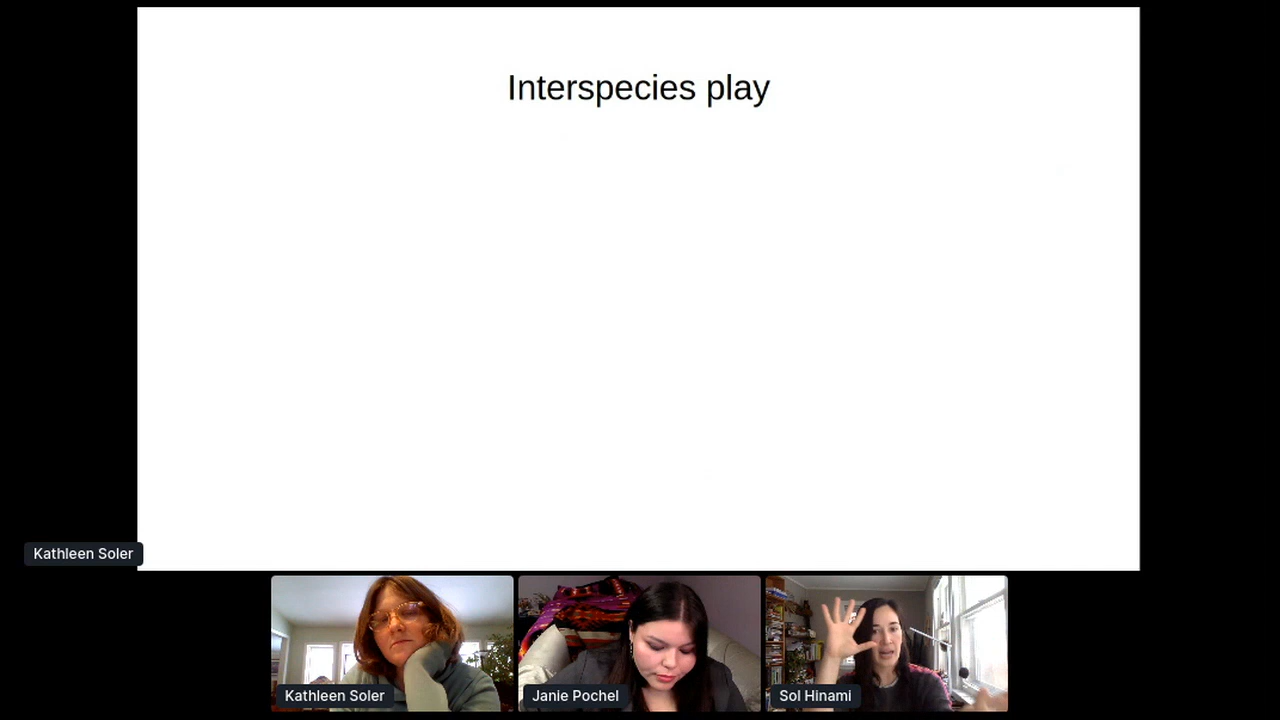 Interspecies play
Kathleen Soler
Kathleen Soler
Janie Pochel
Sol Hinami